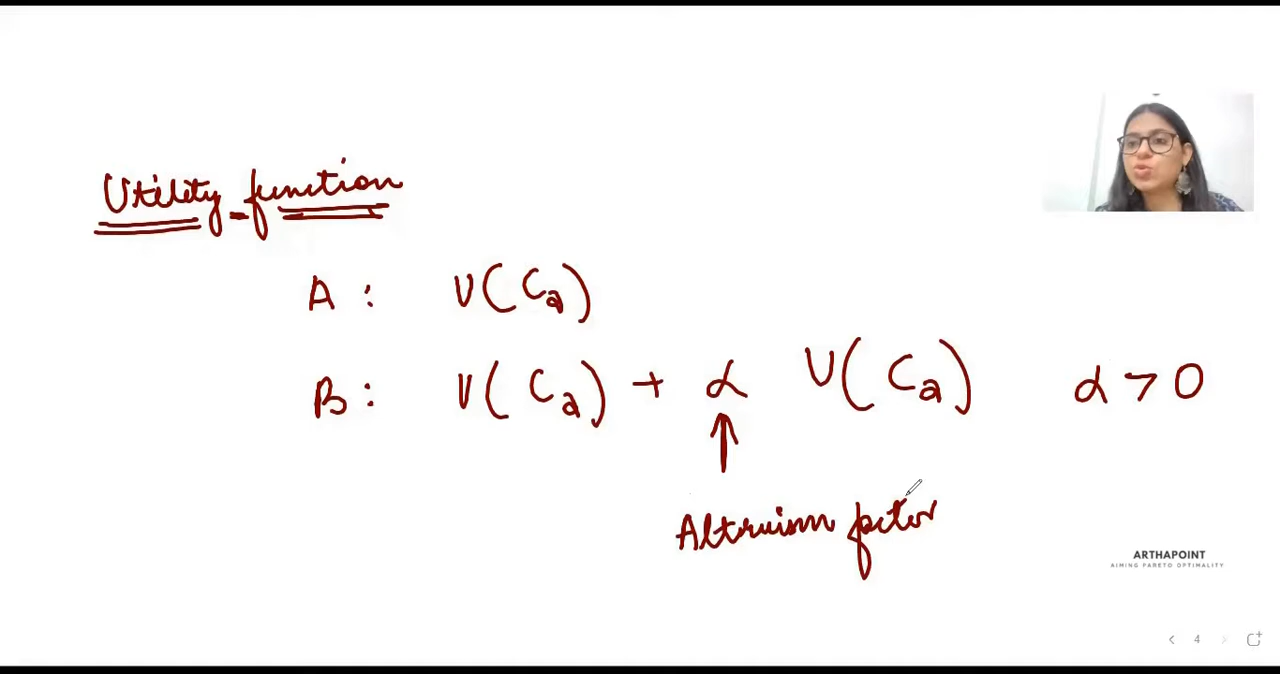 Utility function
A : U(Ca)
B : U(Ca) + α U(Ca) α > 0
↑
Altruism factor
ARTHAPOINT
AIMING PARETO OPTIMALITY
< 4 >